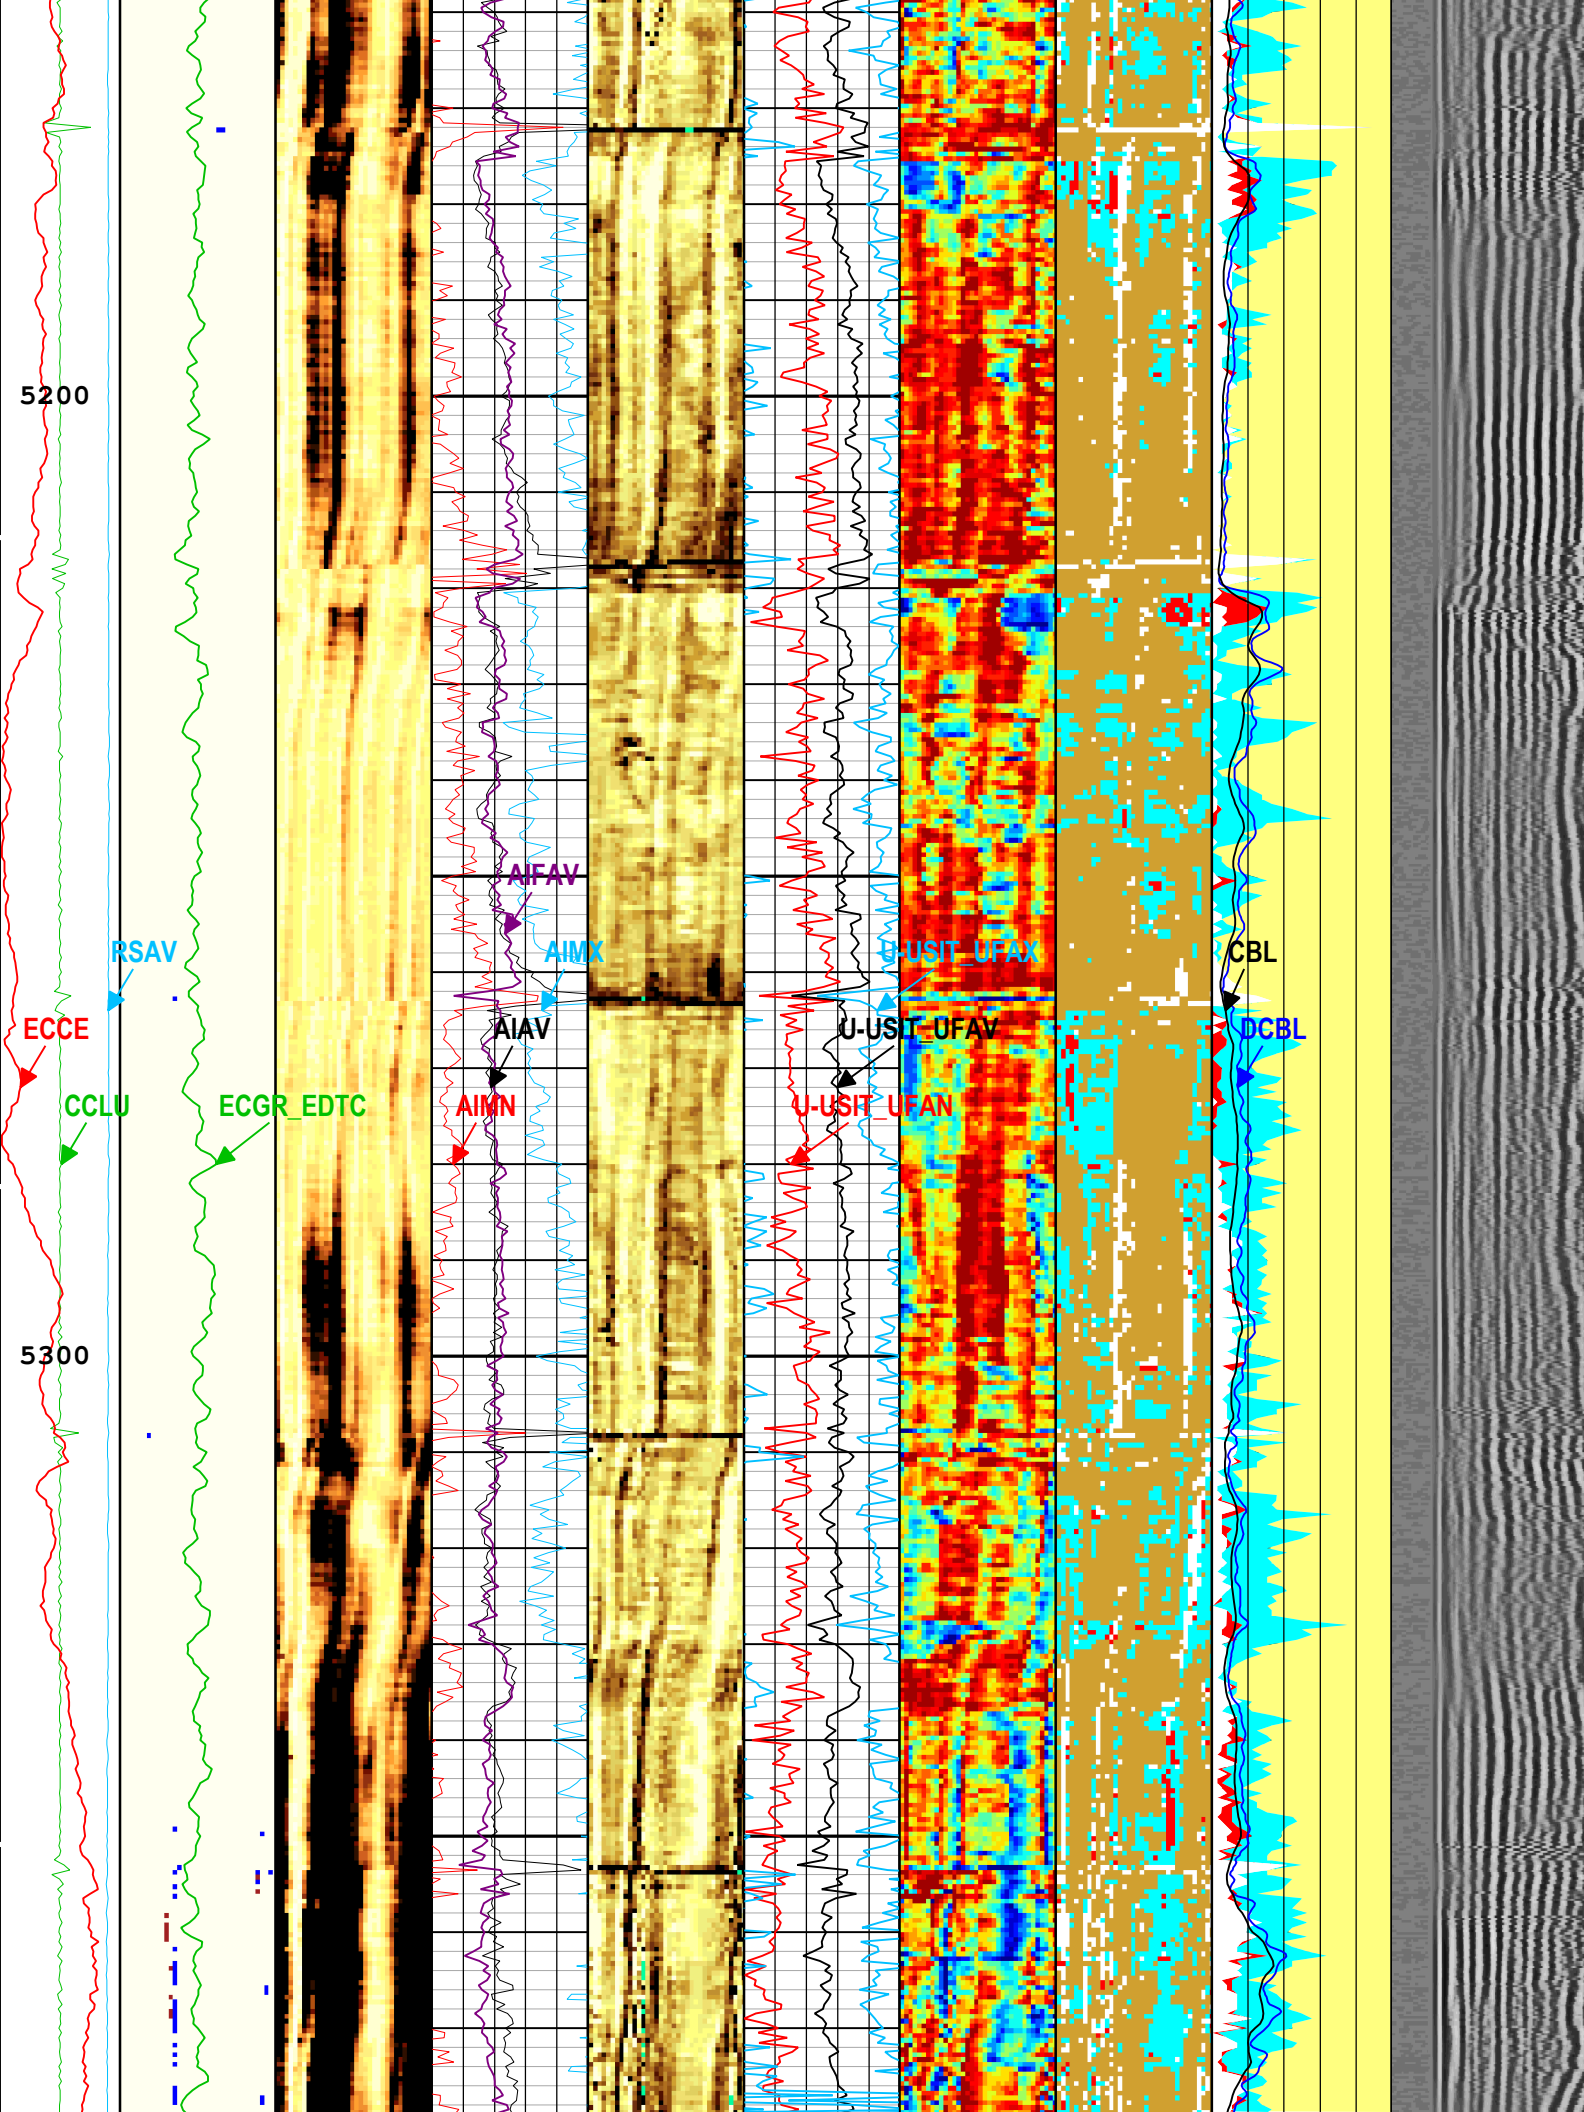 5200
AIFAV
RSAV
AIMX
U-USIT_UFAX
CBL
ECCE
AIAV
U-USIT_UFAV
DCBL
CCLU
ECGR_EDTC
AIMN
U-USIT_UFAN
5300